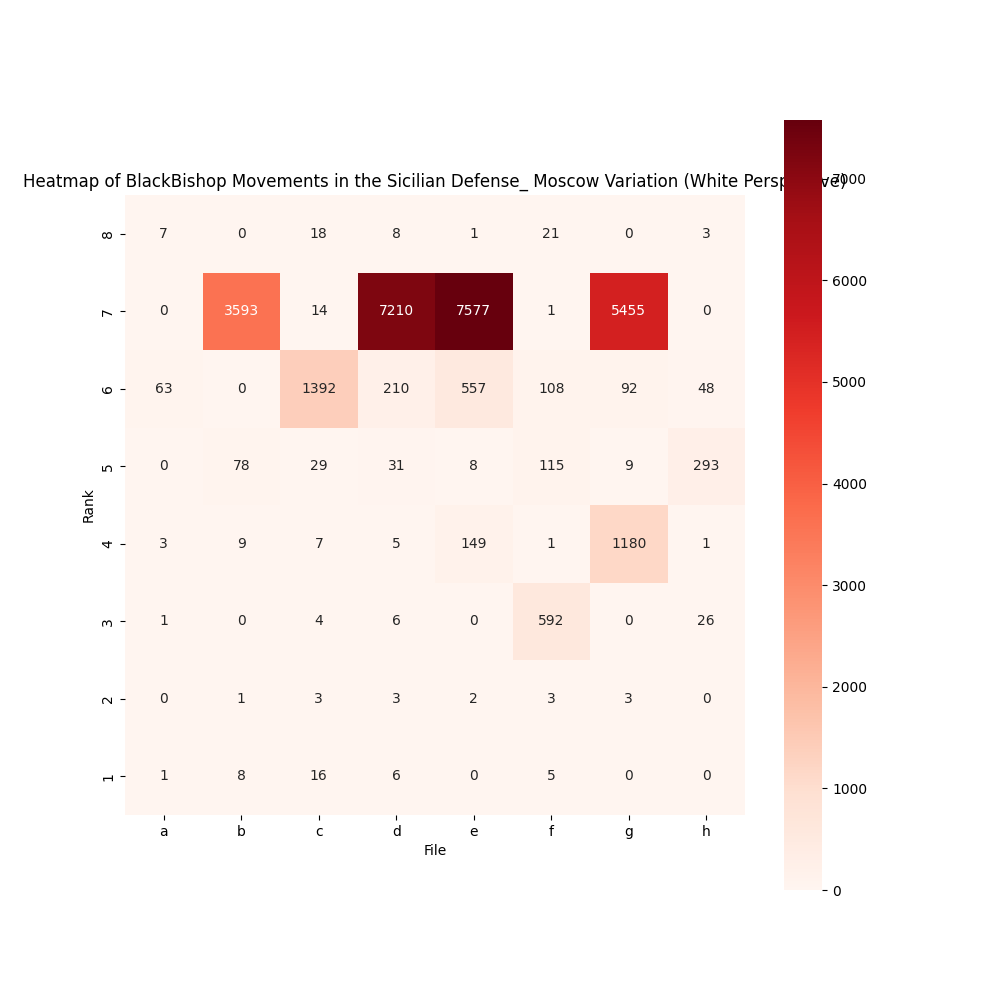 Heatmap of BlackBishop Movements in the Sicilian Defense_ Moscow Variation (White Persp ve)
7000
8 7 0 18 8 1 21 0 3
7 0 3593 14 7210 7577 1 5455 0
6000
6 63 0 1392 210 557 108 92 48
5000
5 0 78 29 31 8 115 9 293
4000
Rank
4 3 9 7 5 149 1 1180 1
3000
3 1 0 4 6 0 592 0 26
2000
2 0 1 3 3 2 3 3 0
1 1 8 16 6 0 5 0 0
1000
a b c d e f g h
File
0